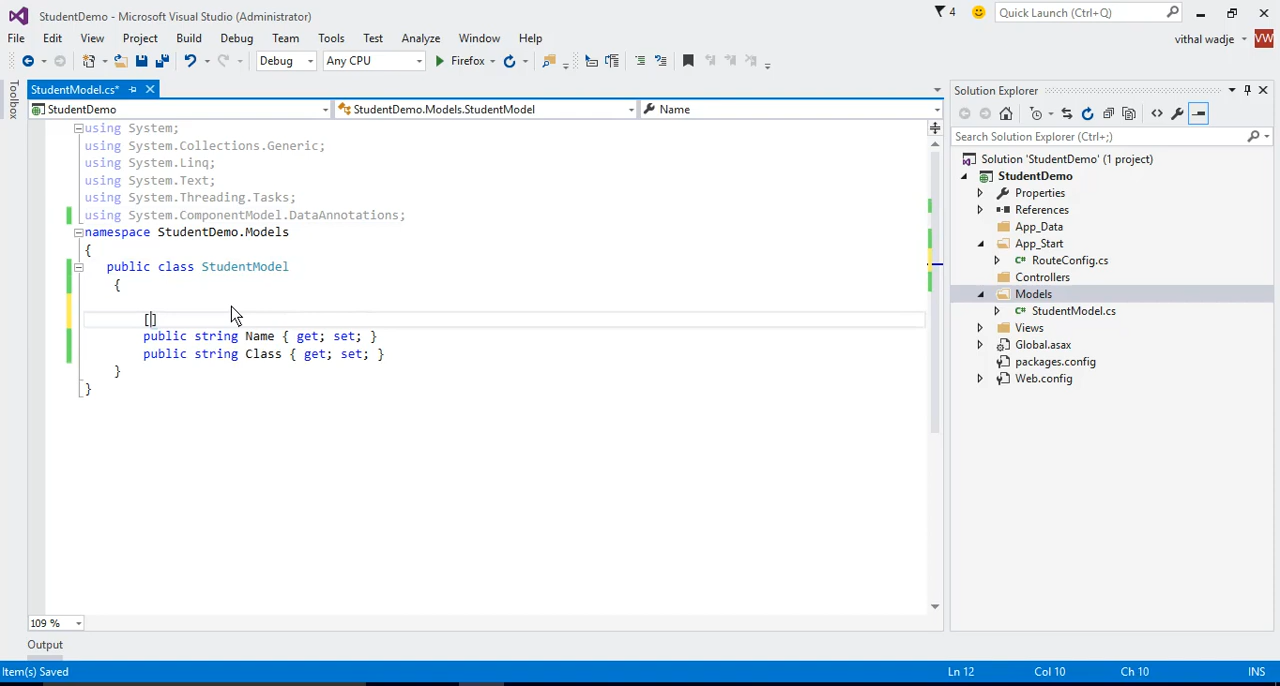 StudentDemo - Microsoft Visual Studio (Administrator)
4
Quick Launch (Ctrl+Q)
File Edit View Project Build Debug Team Tools Test Analyze Window Help
vithal wadje
VW
Debug
Any CPU
Firefox
Toolbox
StudentModel.cs*
StudentDemo
StudentDemo.Models.StudentModel
Name
using System;
using System.Collections.Generic;
using System.Linq;
using System.Text;
using System.Threading.Tasks;
using System.ComponentModel.DataAnnotations;
namespace StudentDemo.Models
{
public class StudentModel
{
[]
public string Name { get; set; }
public string Class { get; set; }
}
}
109 %
Output
Solution Explorer
Search Solution Explorer (Ctrl+;)
Solution 'StudentDemo' (1 project)
StudentDemo
Properties
References
App_Data
App_Start
C# RouteConfig.cs
Controllers
Models
C# StudentModel.cs
Views
Global.asax
packages.config
Web.config
Item(s) Saved
Ln 12
Col 10
Ch 10
INS